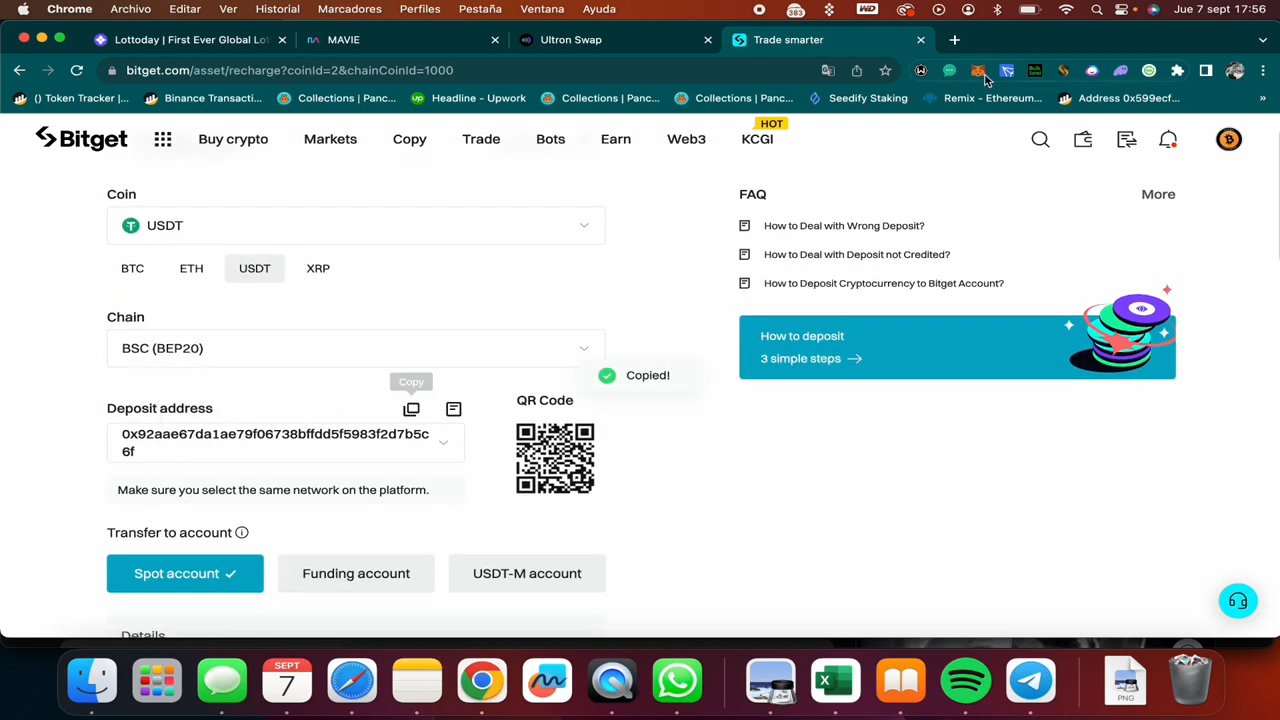 Chrome Archivo Editar Ver Historial Marcadores Perfiles Pestaña Ventana Ayuda 383 WD Jue 7 sept 17:56
Lottoday | First Ever Global Lot MAVIE Ultron Swap Trade smarter
bitget.com/asset/recharge?coinId=2&chainCoinId=1000
() Token Tracker |... Binance Transacti... Collections | Panc... Headline – Upwork Collections | Panc... Collections | Panc... Seedify Staking Remix - Ethereum... Address 0x599ecf...
HOT
Bitget Buy crypto Markets Copy Trade Bots Earn Web3 KCGI
Coin
USDT
BTC ETH USDT XRP
Chain
BSC (BEP20)
Copied!
Copy
Deposit address
0x92aae67da1ae79f06738bffdd5f5983f2d7b5c
6f
QR Code
Make sure you select the same network on the platform.
Transfer to account
Spot account Funding account USDT-M account
Details
FAQ More
How to Deal with Wrong Deposit?
How to Deal with Deposit not Credited?
How to Deposit Cryptocurrency to Bitget Account?
How to deposit
3 simple steps →
SEPT
7
PNG